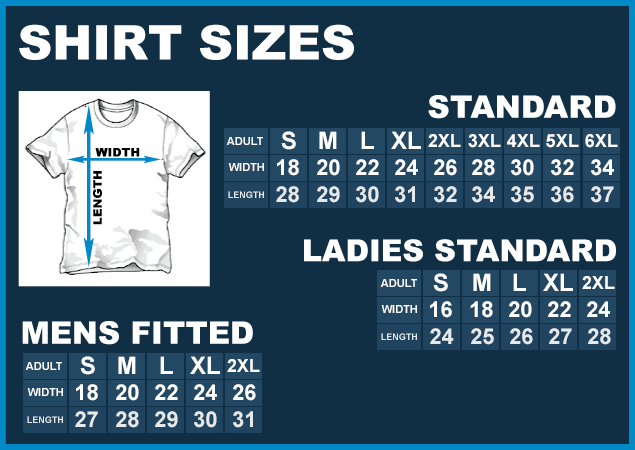 SHIRT SIZES
WIDTH
LENGTH
STANDARD
ADULT S M L XL 2XL 3XL 4XL 5XL 6XL
WIDTH 18 20 22 24 26 28 30 32 34
LENGTH 28 29 30 31 32 34 35 36 37
LADIES STANDARD
ADULT S M L XL 2XL
WIDTH 16 18 20 22 24
LENGTH 24 25 26 27 28
MENS FITTED
ADULT S M L XL 2XL
WIDTH 18 20 22 24 26
LENGTH 27 28 29 30 31